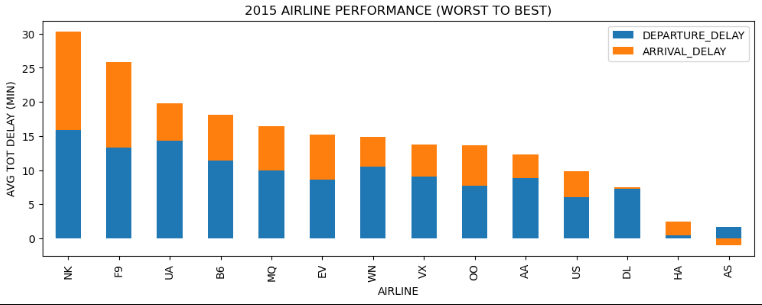 2015 AIRLINE PERFORMANCE (WORST TO BEST)
DEPARTURE_DELAY
ARRIVAL_DELAY
AVG TOT DELAY (MIN)
30
25
20
15
10
5
0
NK F9 UA B6 MQ EV WN VX OO AA US DL HA AS
AIRLINE